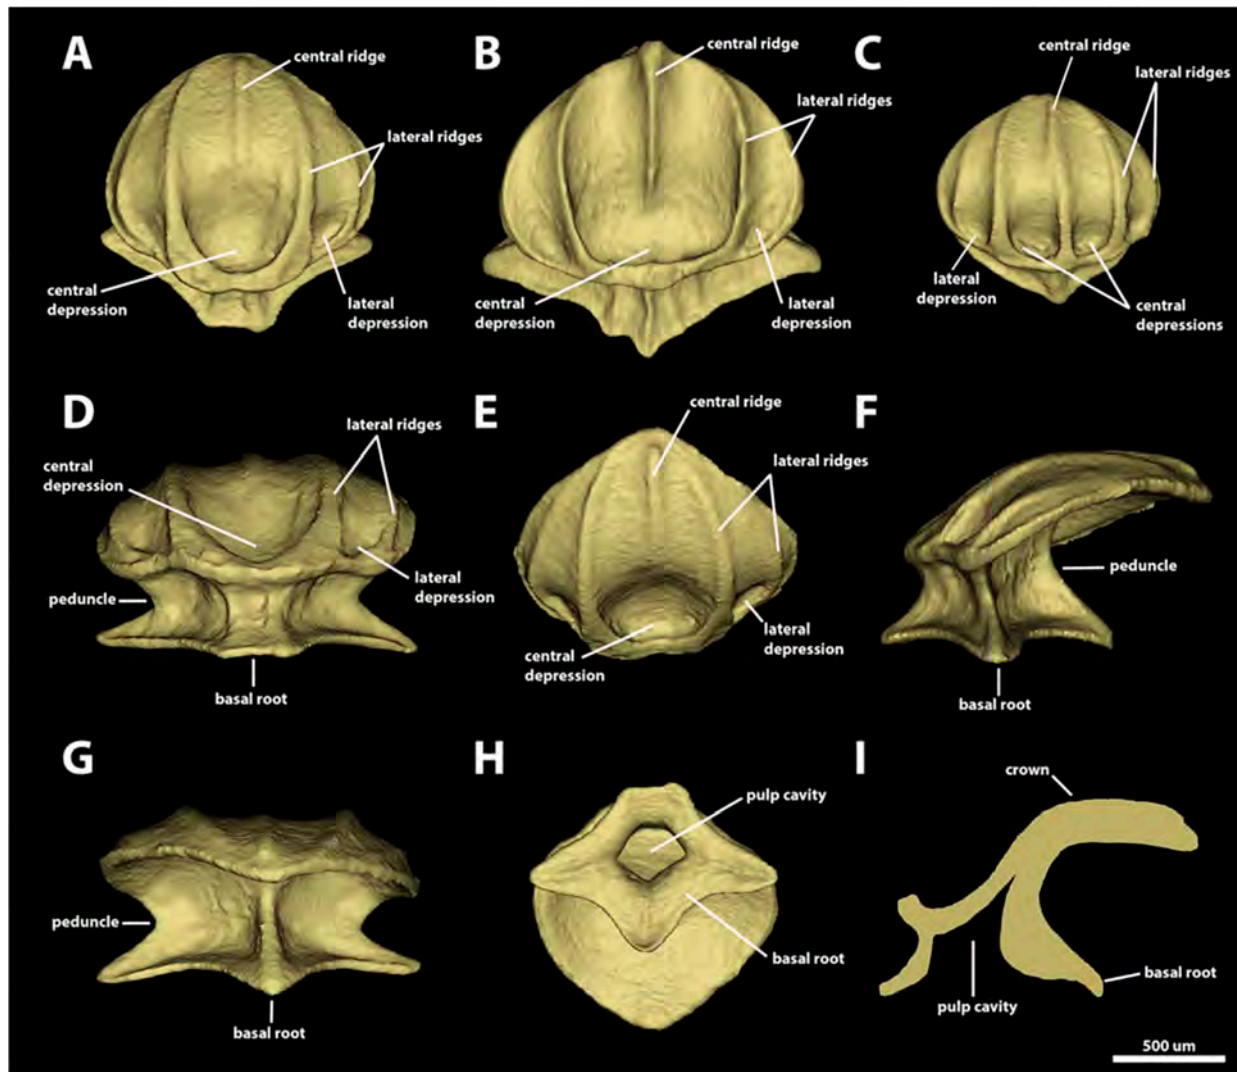 A
central ridge
lateral ridges
central
depression
lateral
depression
B
central ridge
lateral ridges
central
depression
lateral
depression
C
central ridge
lateral ridges
lateral
depression
central
depressions
D
lateral ridges
central
depression
peduncle
lateral
depression
basal root
E
central ridge
lateral ridges
central
depression
lateral
depression
F
peduncle
basal root
G
peduncle
basal root
H
pulp cavity
basal root
I
crown
pulp cavity
basal root
500 um